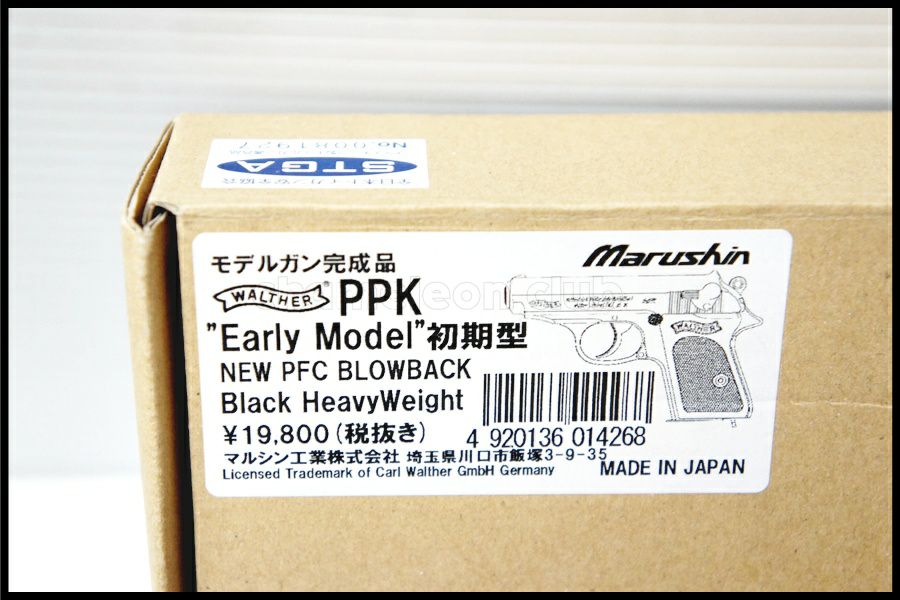 No.0081927
STGA
モデルガン完成品
Marushin
WALTHER PPK
"Early Model"初期型
NEW PFC BLOWBACK
Black HeavyWeight
¥19,800(税抜き)
4 920136 014268
マルシン工業株式会社 埼玉県川口市飯塚3-9-35
Licensed Trademark of Carl Walther GmbH Germany
MADE IN JAPAN
WALTHER